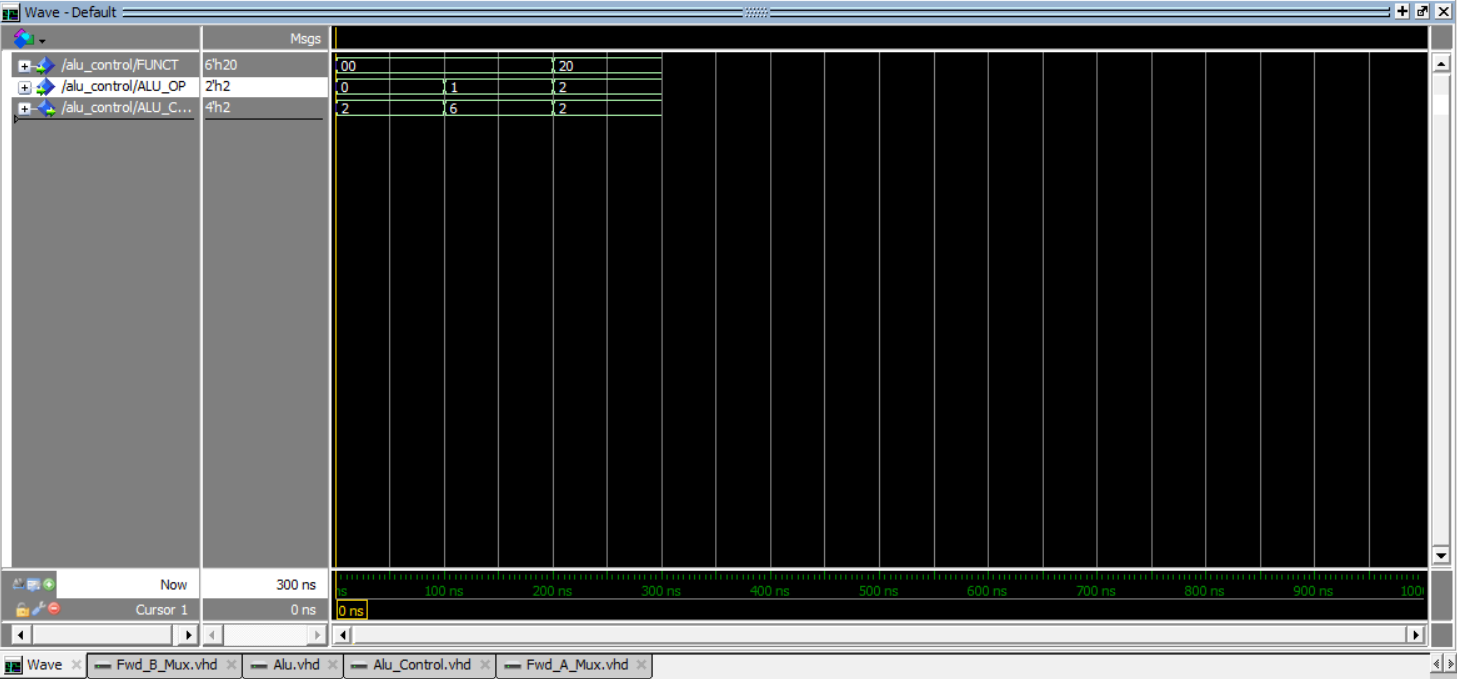 Wave - Default
Msgs
/alu_control/FUNCT 6'h20 00 20
/alu_control/ALU_OP 2'h2 0 1 2
/alu_control/ALU_C... 4'h2 2 6 2
Now 300 ns
ns 100 ns 200 ns 300 ns 400 ns 500 ns 600 ns 700 ns 800 ns 900 ns 100
Cursor 1 0 ns 0 ns
Wave Fwd_B_Mux.vhd Alu.vhd Alu_Control.vhd Fwd_A_Mux.vhd